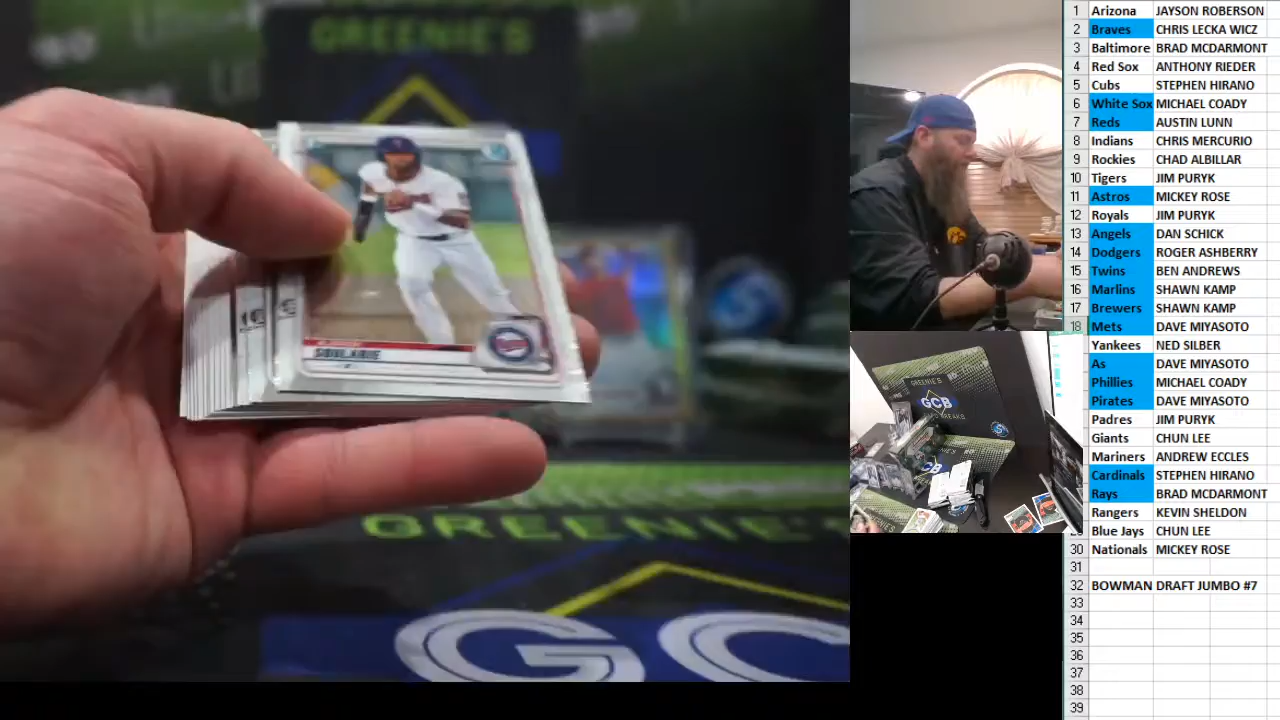 GREENIE'S
SOULARIE
GREENIE'S
GC
GREENIE'S
GCB
1 Arizona JAYSON ROBERSON
2 Braves CHRIS LECKA WICZ
3 Baltimore BRAD MCDARMONT
4 Red Sox ANTHONY RIEDER
5 Cubs STEPHEN HIRANO
6 White Sox MICHAEL COADY
7 Reds AUSTIN LUNN
8 Indians CHRIS MERCURIO
9 Rockies CHAD ALBILLAR
10 Tigers JIM PURYK
11 Astros MICKEY ROSE
12 Royals JIM PURYK
13 Angels DAN SCHICK
14 Dodgers ROGER ASHBERRY
15 Twins BEN ANDREWS
16 Marlins SHAWN KAMP
17 Brewers SHAWN KAMP
18 Mets DAVE MIYASOTO
Yankees NED SILBER
As DAVE MIYASOTO
Phillies MICHAEL COADY
Pirates DAVE MIYASOTO
Padres JIM PURYK
Giants CHUN LEE
Mariners ANDREW ECCLES
Cardinals STEPHEN HIRANO
Rays BRAD MCDARMONT
Rangers KEVIN SHELDON
Blue Jays CHUN LEE
30 Nationals MICKEY ROSE
31
32 BOWMAN DRAFT JUMBO #7
33
34
35
36
37
38
39